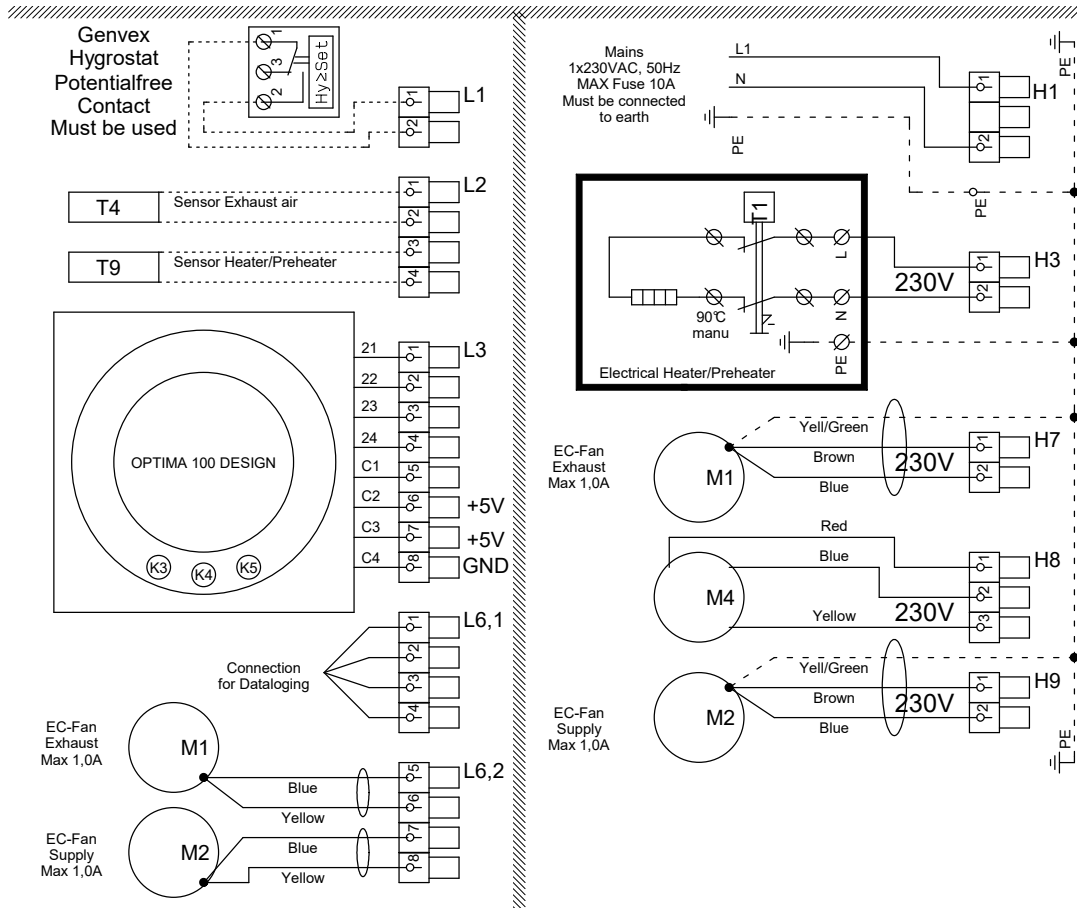 Genvex
Hygrostat
Potentialfree
Contact
Must be used
1
3
2
Hy≥Set
1
2
L1
T4
Sensor Exhaust air
T9
Sensor Heater/Preheater
1
2
3
4
L2
OPTIMA 100 DESIGN
K3
K4
K5
21
22
23
24
C1
C2
C3
C4
1
2
3
4
5
6
7
8
L3
+5V
+5V
GND
Connection
for Dataloging
1
2
3
4
L6,1
EC-Fan
Exhaust
Max 1,0A
M1
Blue
Yellow
EC-Fan
Supply
Max 1,0A
M2
Blue
Yellow
5
6
7
8
L6,2
Mains
1x230VAC, 50Hz
MAX Fuse 10A
Must be connected
to earth
L1
N
PE
1
2
H1
PE
PE
T1
L
N
PE
90°C
manu
Electrical Heater/Preheater
230V
1
2
H3
EC-Fan
Exhaust
Max 1,0A
M1
Yell/Green
Brown
Blue
230V
1
2
H7
M4
Red
Blue
Yellow
230V
1
2
3
H8
EC-Fan
Supply
Max 1,0A
M2
Yell/Green
Brown
Blue
230V
1
2
H9
PE